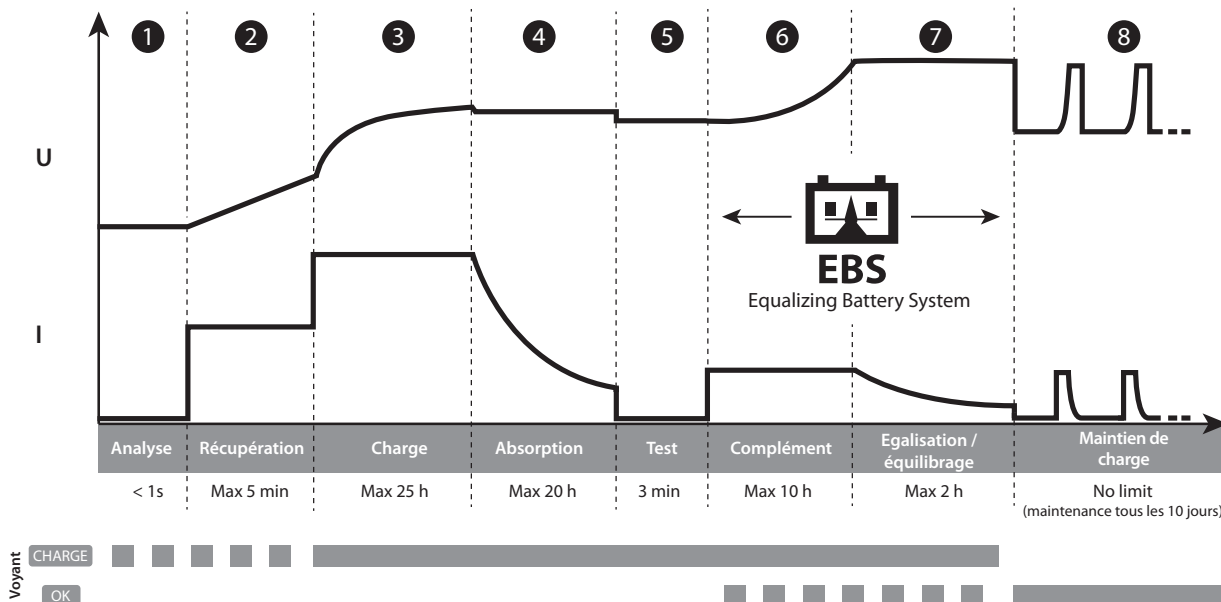 1 2 3 4 5 6 7 8
U
EBS
Equalizing Battery System
I
Analyse Récupération Charge Absorption Test Complément Egalisation / équilibrage Maintien de charge
< 1s Max 5 min Max 25 h Max 20 h 3 min Max 10 h Max 2 h No limit
(maintenance tous les 10 jours)
Voyant
CHARGE
OK